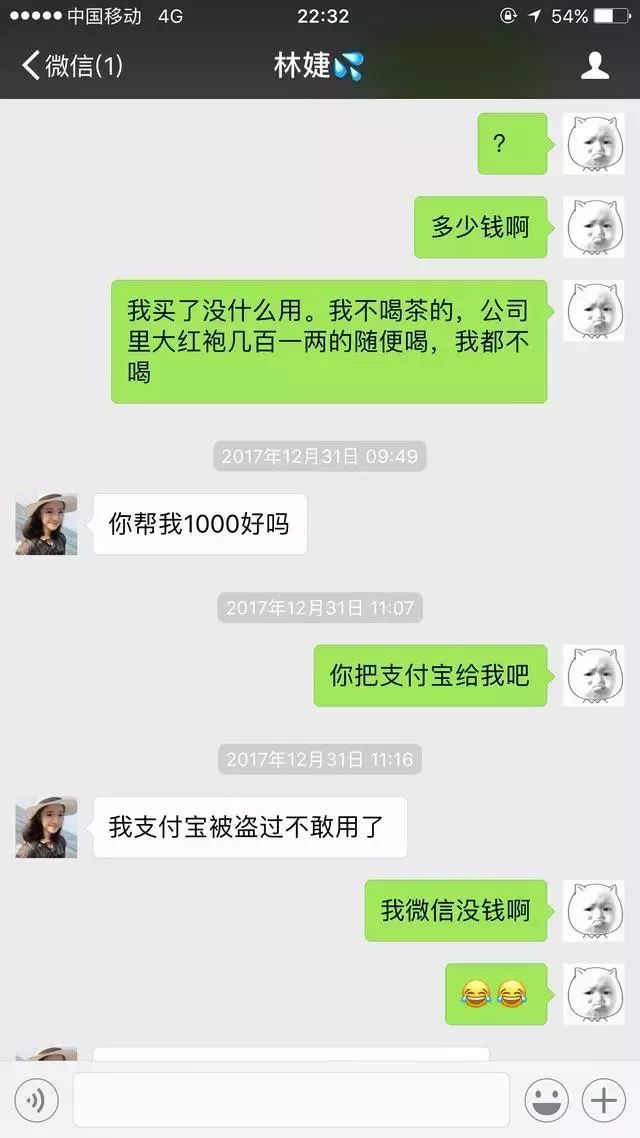 中国移动 4G 22:32 54%
微信(1) 林婕💦
?
多少钱啊
我买了没什么用。我不喝茶的，公司
里大红袍几百一两的随便喝，我都不
喝
2017年12月31日 09:49
你帮我1000好吗
2017年12月31日 11:07
你把支付宝给我吧
2017年12月31日 11:16
我支付宝被盗过不敢用了
我微信没钱啊
😂😂